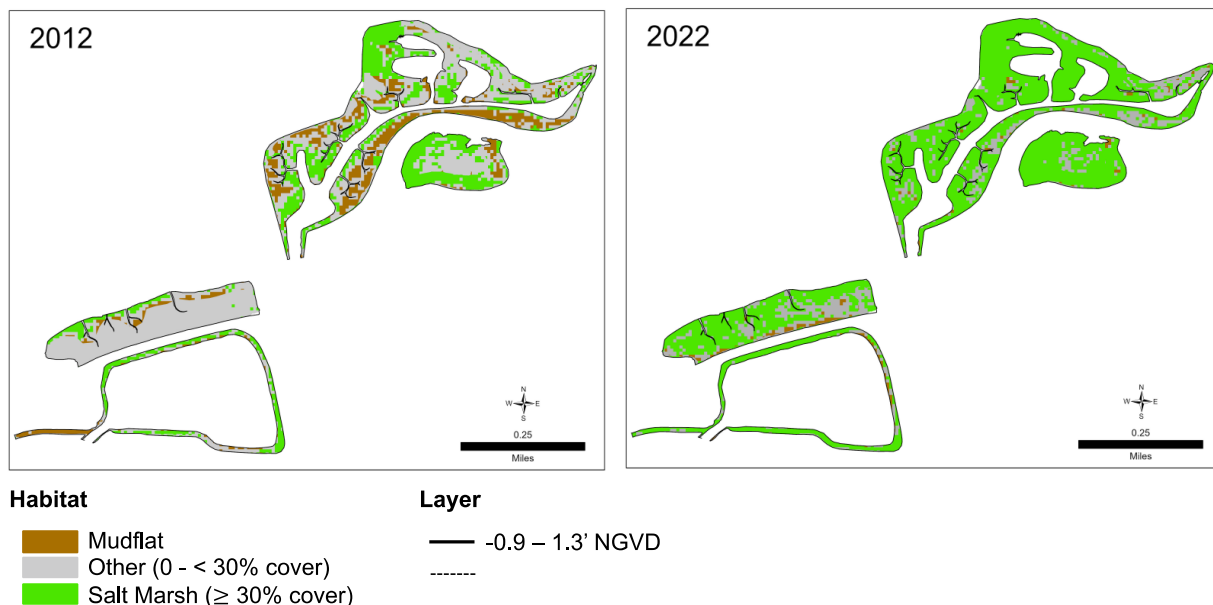 2012
N
W E
S
0.25
Miles
2022
N
W E
S
0.25
Miles
Habitat
Mudflat
Other (0 - < 30% cover)
Salt Marsh (≥ 30% cover)
Layer
-0.9 – 1.3’ NGVD